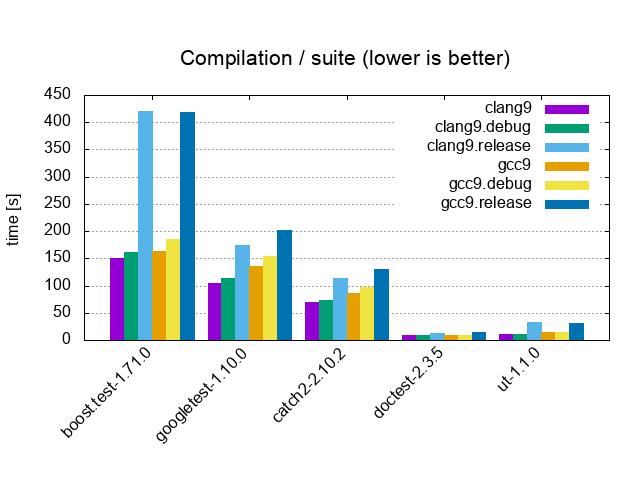 Compilation / suite (lower is better)
time [s]
450
400
350
300
250
200
150
100
50
0
clang9
clang9.debug
clang9.release
gcc9
gcc9.debug
gcc9.release
boost.test-1.71.0
googletest-1.10.0
catch2-2.10.2
doctest-2.3.5
ut-1.1.0